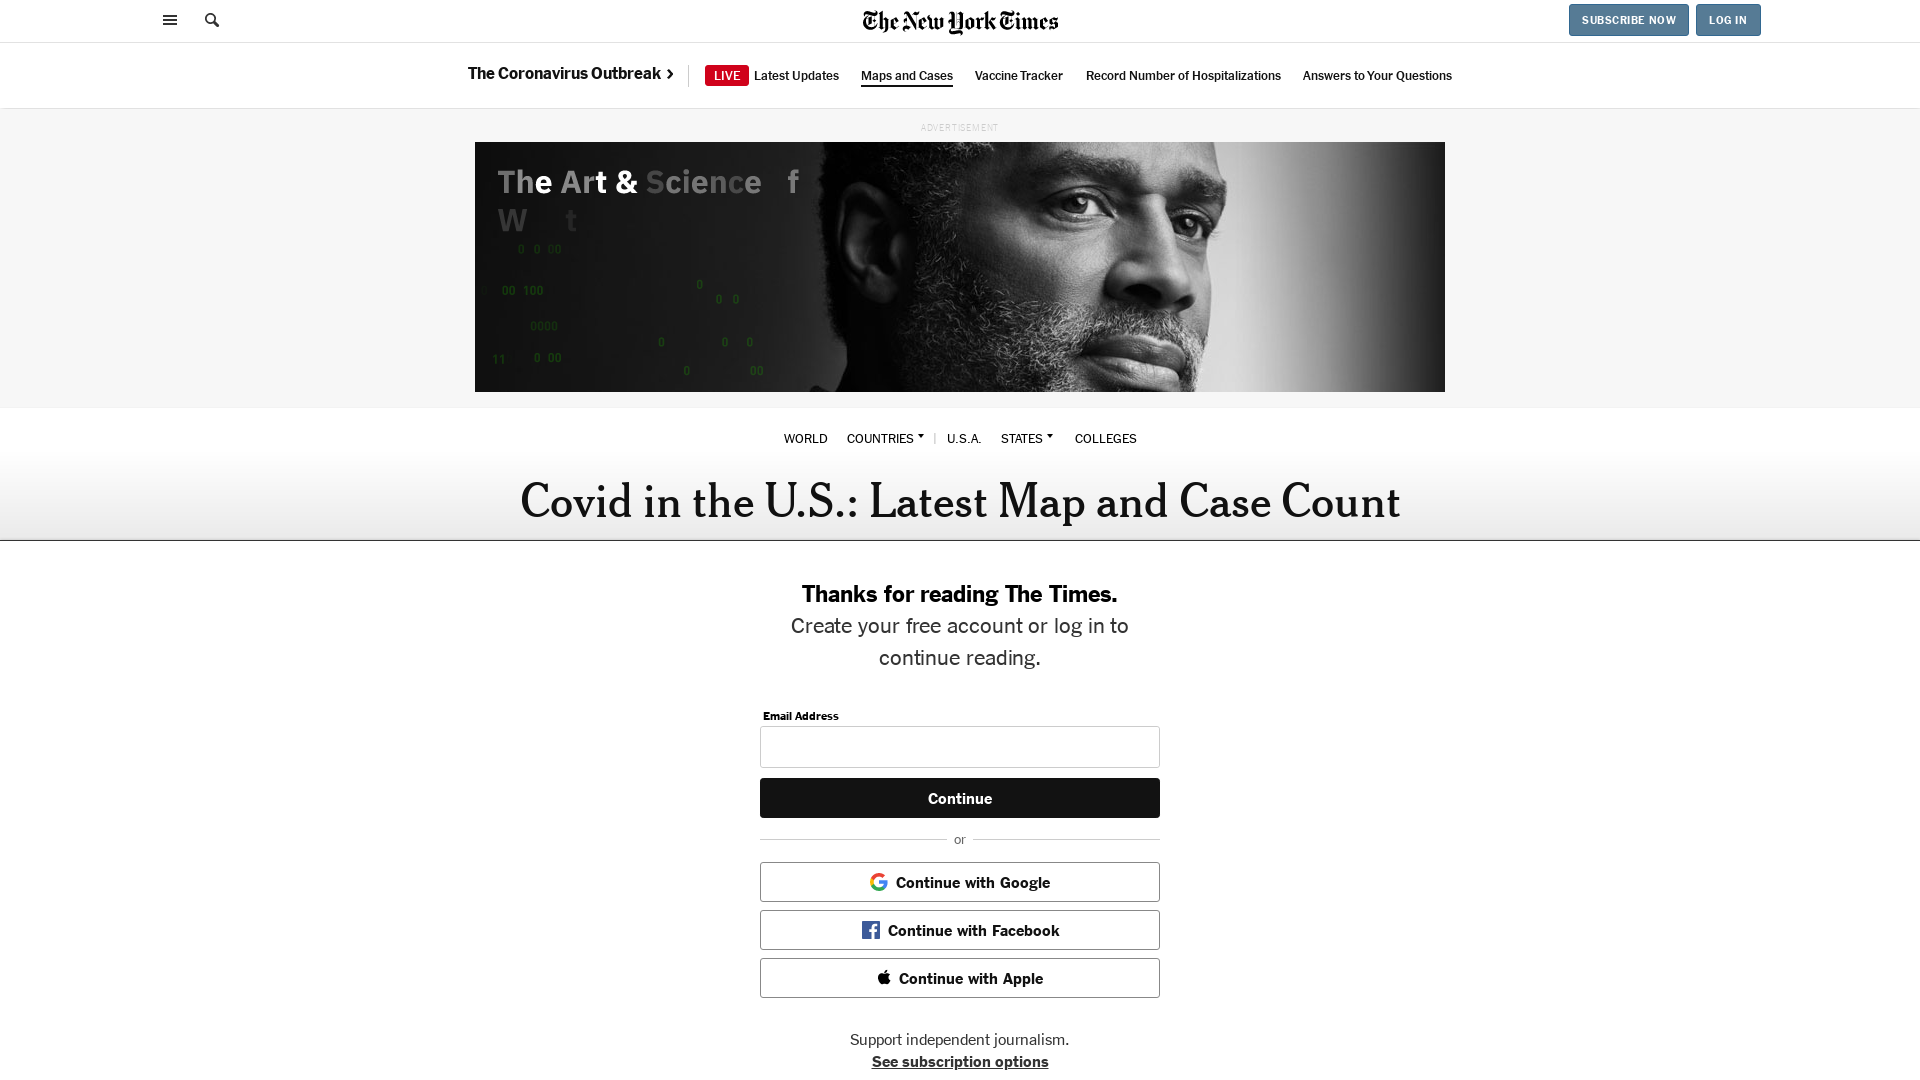 The New York Times
SUBSCRIBE NOW
LOG IN
The Coronavirus Outbreak
LIVE Latest Updates
Maps and Cases
Vaccine Tracker
Record Number of Hospitalizations
Answers to Your Questions
ADVERTISEMENT
The Art & Science f
W t
0 0 00
00 100
0
0 0
0000
0 0 0
11 0 00
0 00
WORLD COUNTRIES | U.S.A. STATES COLLEGES
Covid in the U.S.: Latest Map and Case Count
Thanks for reading The Times.
Create your free account or log in to
continue reading.
Email Address
Continue
or
Continue with Google
Continue with Facebook
Continue with Apple
Support independent journalism.
See subscription options